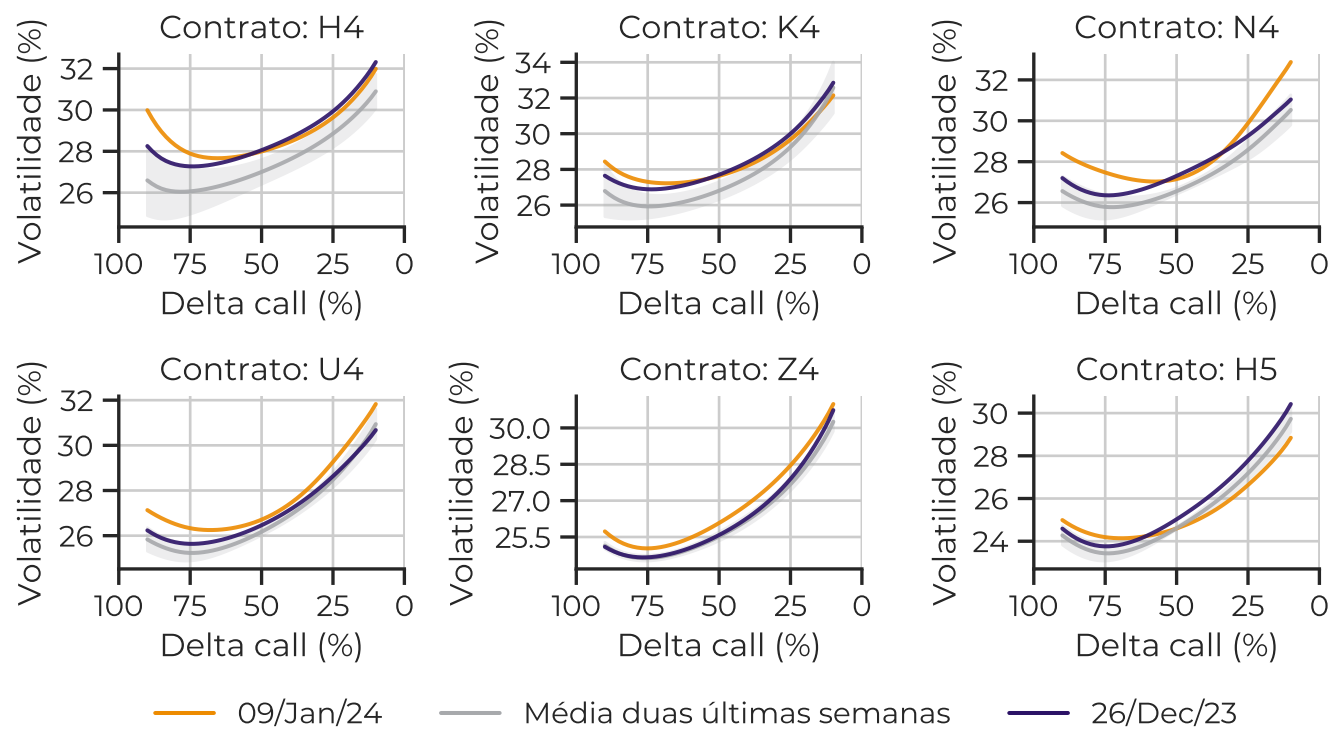 Contrato: H4
Volatilidade (%)
32
30
28
26
100 75 50 25 0
Delta call (%)
Contrato: K4
Volatilidade (%)
34
32
30
28
26
100 75 50 25 0
Delta call (%)
Contrato: N4
Volatilidade (%)
32
30
28
26
100 75 50 25 0
Delta call (%)
Contrato: U4
Volatilidade (%)
32
30
28
26
100 75 50 25 0
Delta call (%)
Contrato: Z4
Volatilidade (%)
30.0
28.5
27.0
25.5
100 75 50 25 0
Delta call (%)
Contrato: H5
Volatilidade (%)
30
28
26
24
100 75 50 25 0
Delta call (%)
09/Jan/24 Média duas últimas semanas 26/Dec/23